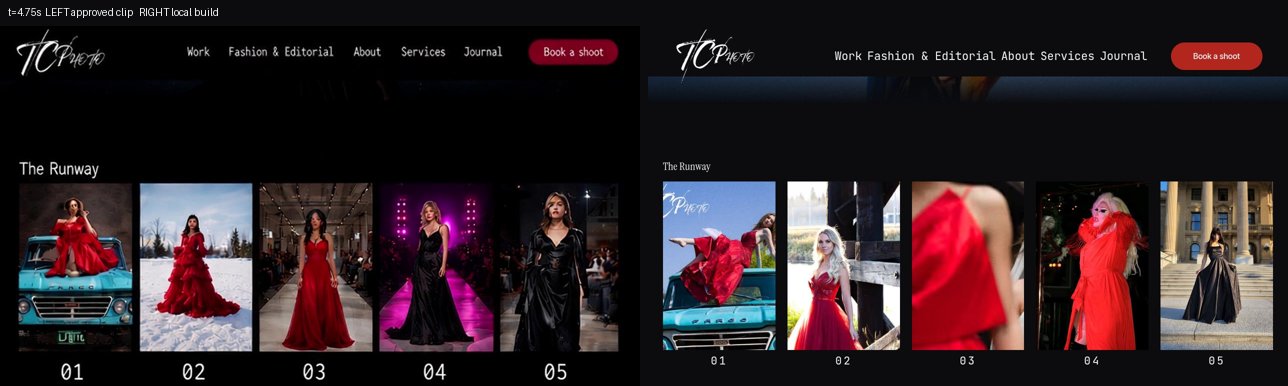 t=4.75s LEFT approved clip RIGHT local build
TCPhoto
Work Fashion & Editorial About Services Journal Book a shoot
The Runway
01 02 03 04 05
TCPhoto
Work Fashion & Editorial About Services Journal Book a shoot
The Runway
TCPhoto
01 02 03 04 05